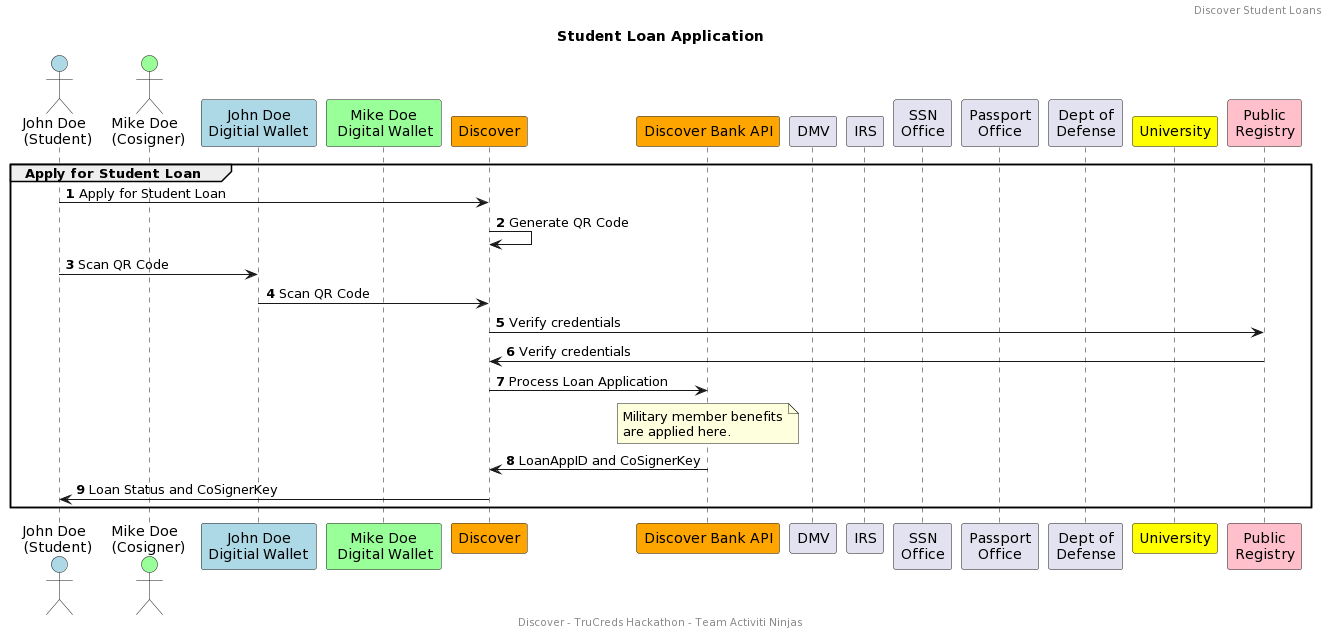 Discover Student Loans
Student Loan Application
John Doe
(Student)
Mike Doe
(Cosigner)
John Doe
Digitial Wallet
Mike Doe
Digital Wallet
Discover
Discover Bank API
DMV
IRS
SSN
Office
Passport
Office
Dept of
Defense
University
Public
Registry
Apply for Student Loan
1 Apply for Student Loan
2 Generate QR Code
3 Scan QR Code
4 Scan QR Code
5 Verify credentials
6 Verify credentials
7 Process Loan Application
Military member benefits
are applied here.
8 LoanAppID and CoSignerKey
9 Loan Status and CoSignerKey
John Doe
(Student)
Mike Doe
(Cosigner)
John Doe
Digitial Wallet
Mike Doe
Digital Wallet
Discover
Discover Bank API
DMV
IRS
SSN
Office
Passport
Office
Dept of
Defense
University
Public
Registry
Discover - TruCreds Hackathon - Team Activiti Ninjas